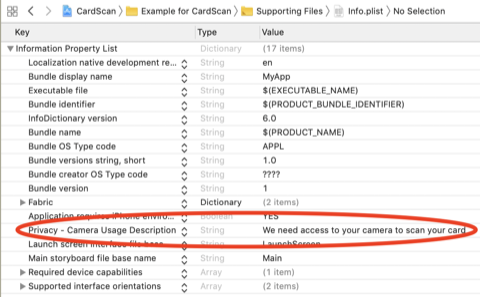 CardScan Example for CardScan Supporting Files Info.plist No Selection
Key Type Value
Information Property List Dictionary (17 items)
Localization native development re... String en
Bundle display name String MyApp
Executable file String $(EXECUTABLE_NAME)
Bundle identifier String $(PRODUCT_BUNDLE_IDENTIFIER)
InfoDictionary version String 6.0
Bundle name String $(PRODUCT_NAME)
Bundle OS Type code String APPL
Bundle versions string, short String 1.0
Bundle creator OS Type code String ????
Bundle version String 1
Fabric Dictionary (2 items)
Application requires iPhone enviro... Boolean YES
Privacy - Camera Usage Description String We need access to your camera to scan your card
Launch screen interface file base... String LaunchScreen
Main storyboard file base name String Main
Required device capabilities Array (1 item)
Supported interface orientations Array (2 items)